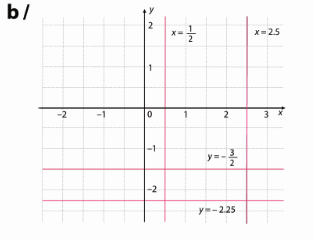 b/
y
2
x = 1/2
x = 2.5
1
-2 -1 0 1 2 3 x
-1
y = - 3/2
-2
y = - 2.25